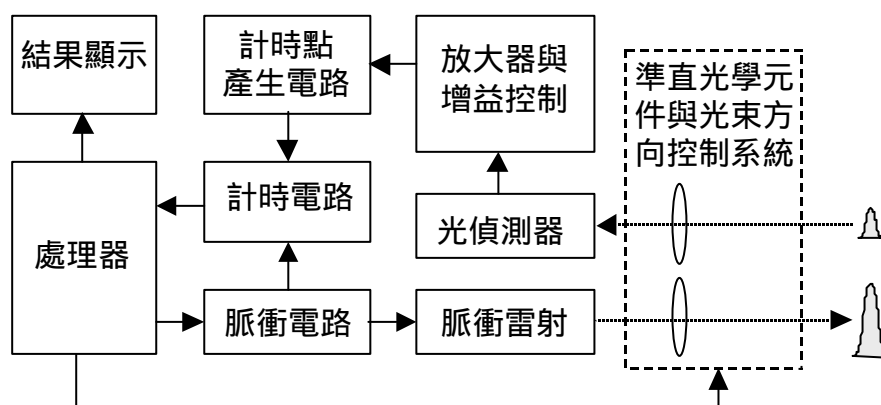 結果顯示
計時點
產生電路
放大器與
增益控制
準直光學元
件與光束方
向控制系統
處理器
計時電路
光偵測器
脈衝電路
脈衝雷射